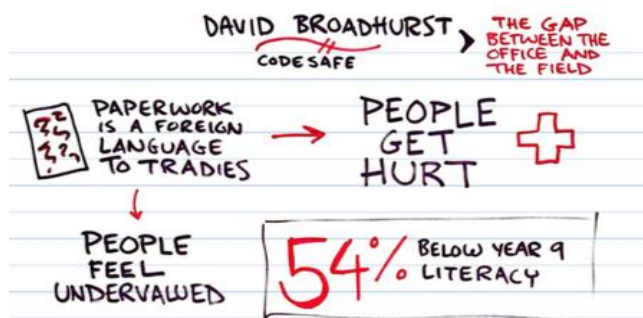 DAVID BROADHURST >
CODESAFE
THE GAP
BETWEEN THE
OFFICE AND
THE FIELD
PAPERWORK
IS A FOREIGN
LANGUAGE
TO TRADIES
PEOPLE
GET
HURT
PEOPLE
FEEL
UNDERVALUED
54%
BELOW YEAR 9
LITERACY